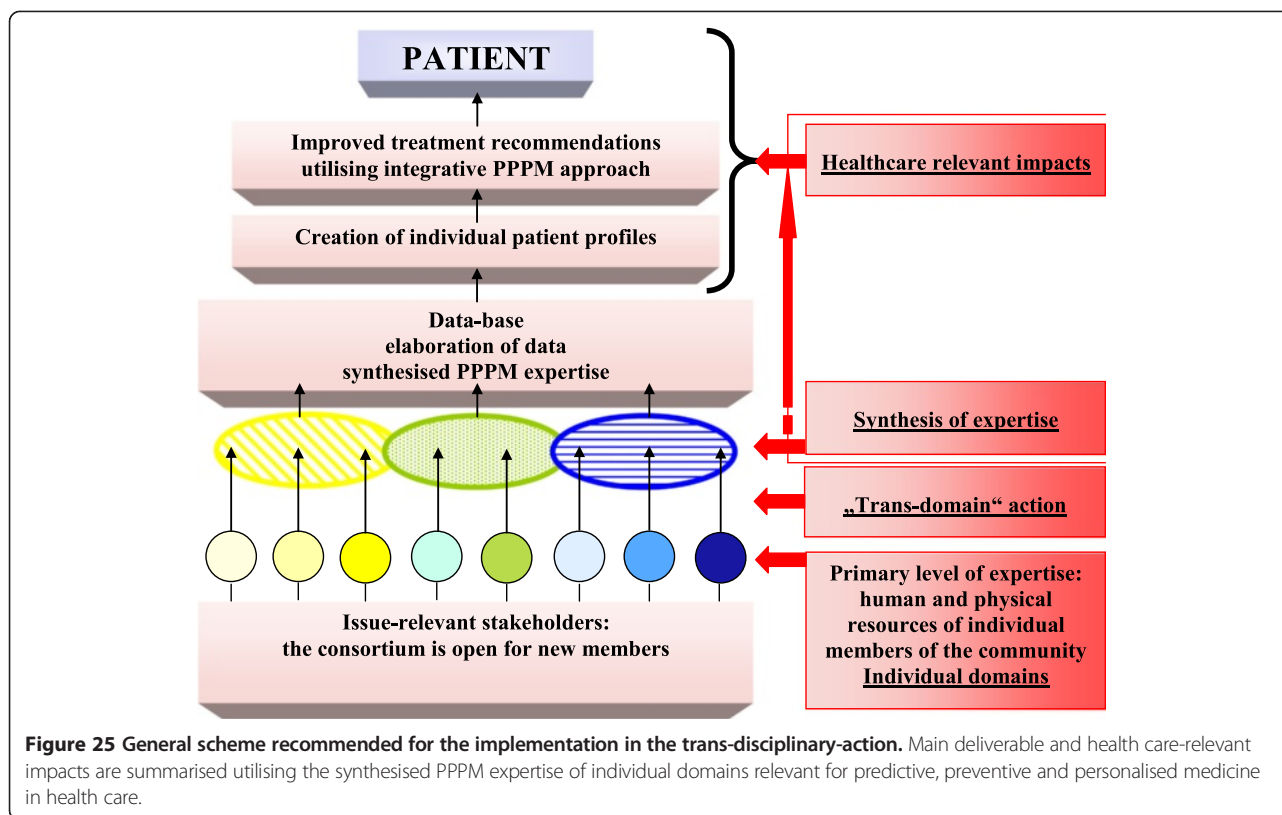 PATIENT
Improved treatment recommendations
utilising integrative PPPM approach
Creation of individual patient profiles
Data-base
elaboration of data
synthesised PPPM expertise
Issue-relevant stakeholders:
the consortium is open for new members
Healthcare relevant impacts
Synthesis of expertise
„Trans-domain“ action
Primary level of expertise:
human and physical
resources of individual
members of the community
Individual domains
Figure 25 General scheme recommended for the implementation in the trans-disciplinary-action. Main deliverable and health care-relevant
impacts are summarised utilising the synthesised PPPM expertise of individual domains relevant for predictive, preventive and personalised medicine
in health care.